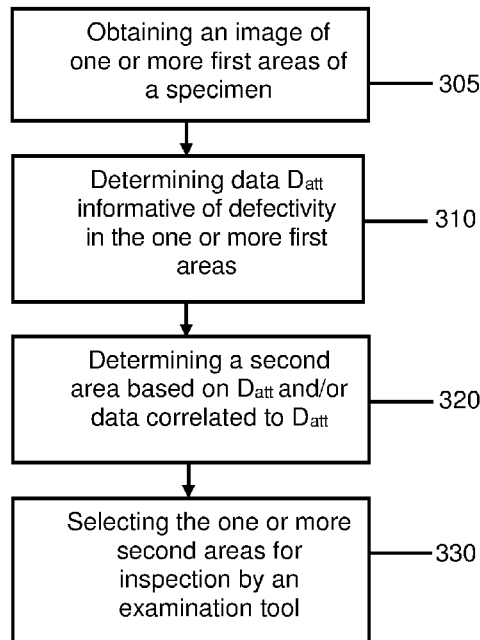 Obtaining an image of
one or more first areas of
a specimen
305
Determining data Datt
informative of defectivity
in the one or more first
areas
310
Determining a second
area based on Datt and/or
data correlated to Datt
320
Selecting the one or more
second areas for
inspection by an
examination tool
330